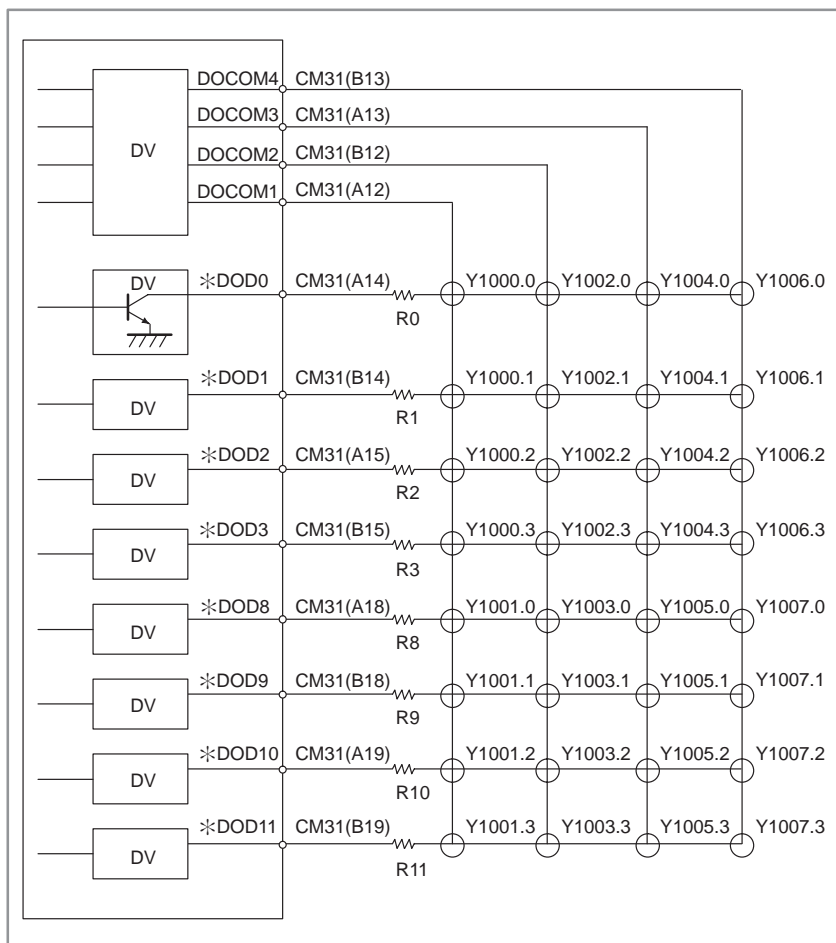 DOCOM4 CM31(B13)
DOCOM3 CM31(A13)
DV
DOCOM2 CM31(B12)
DOCOM1 CM31(A12)
DV ＊DOD0 CM31(A14) R0 Y1000.0 Y1002.0 Y1004.0 Y1006.0
DV ＊DOD1 CM31(B14) R1 Y1000.1 Y1002.1 Y1004.1 Y1006.1
DV ＊DOD2 CM31(A15) R2 Y1000.2 Y1002.2 Y1004.2 Y1006.2
DV ＊DOD3 CM31(B15) R3 Y1000.3 Y1002.3 Y1004.3 Y1006.3
DV ＊DOD8 CM31(A18) R8 Y1001.0 Y1003.0 Y1005.0 Y1007.0
DV ＊DOD9 CM31(B18) R9 Y1001.1 Y1003.1 Y1005.1 Y1007.1
DV ＊DOD10 CM31(A19) R10 Y1001.2 Y1003.2 Y1005.2 Y1007.2
DV ＊DOD11 CM31(B19) R11 Y1001.3 Y1003.3 Y1005.3 Y1007.3